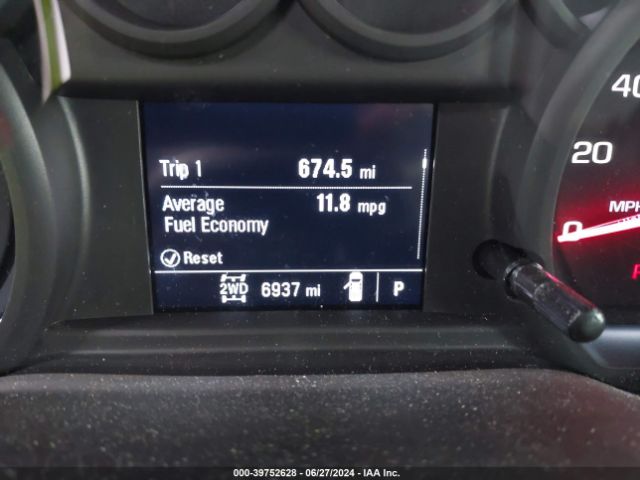 40
Trip 1 674.5 mi
20
Average 11.8 mpg
Fuel Economy
MPH
0
Reset
2WD 6937 mi P
000-39752628 - 06/27/2024 - IAA Inc.